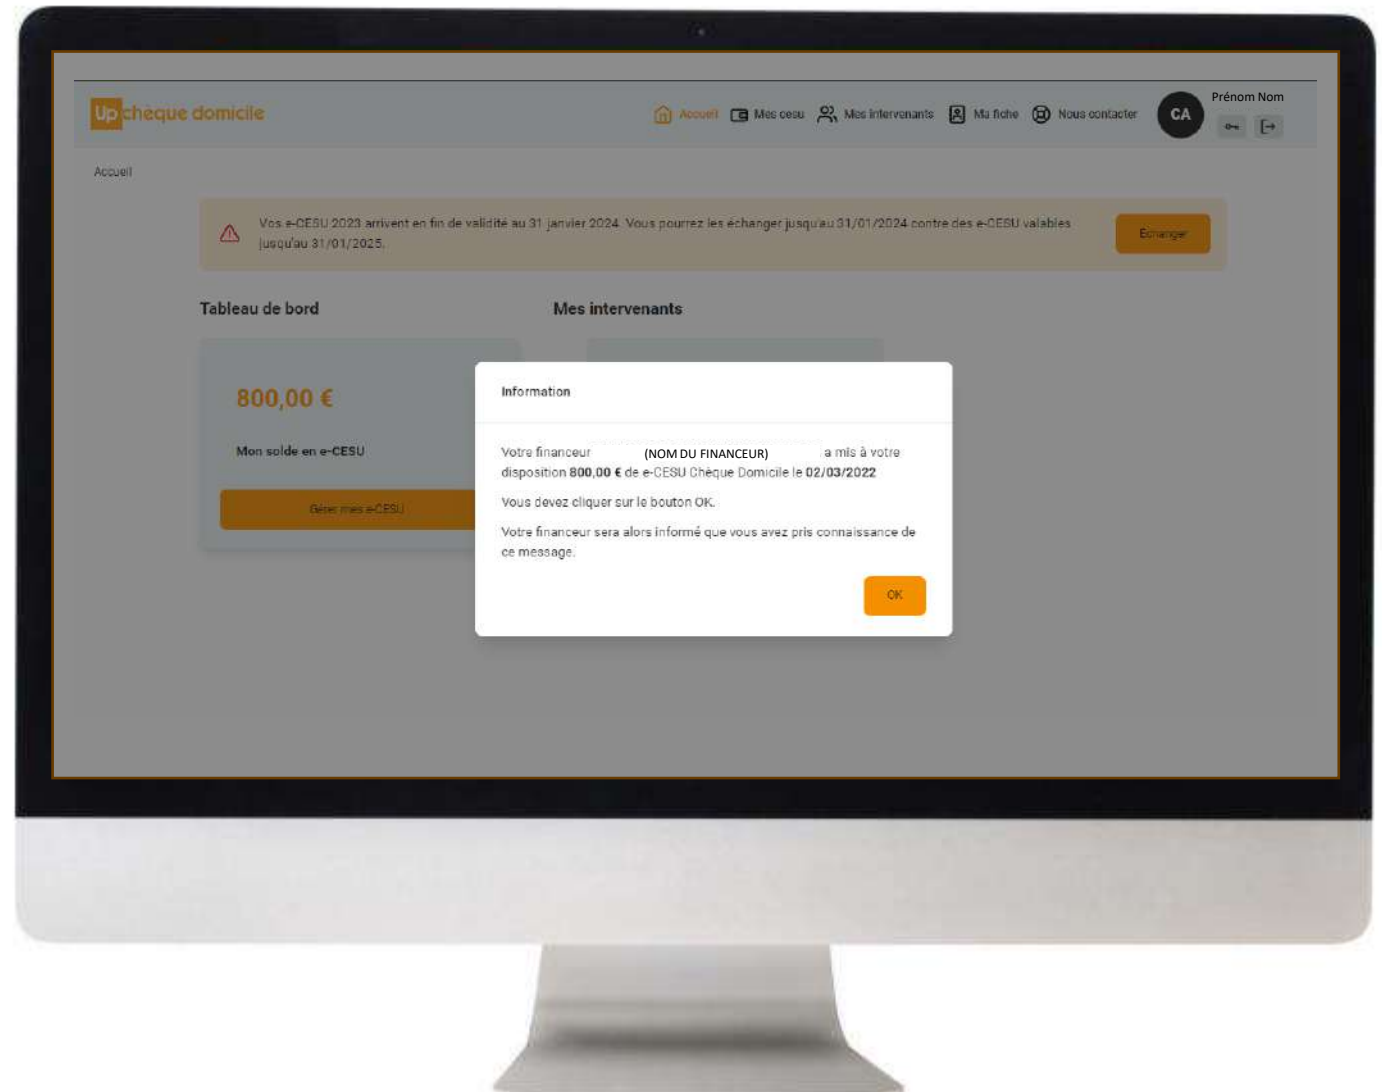 Up chèque domicile
Accueil
Mes cesu
Mes intervenants
Ma fiche
Nous contacter
CA
Prénom Nom
Accueil
Vos e-CESU 2023 arrivent en fin de validité au 31 janvier 2024. Vous pourrez les échanger jusqu'au 31/01/2024 contre des e-CESU valables
jusqu'au 31/01/2025.
Echanger
Tableau de bord
Mes intervenants
800,00 €
Mon solde en e-CESU
Gérer mes e-CESU
Information
Votre financeur (NOM DU FINANCEUR) a mis à votre
disposition 800,00 € de e-CESU Chèque Domicile le 02/03/2022
Vous devez cliquer sur le bouton OK.
Votre financeur sera alors informé que vous avez pris connaissance de
ce message.
OK